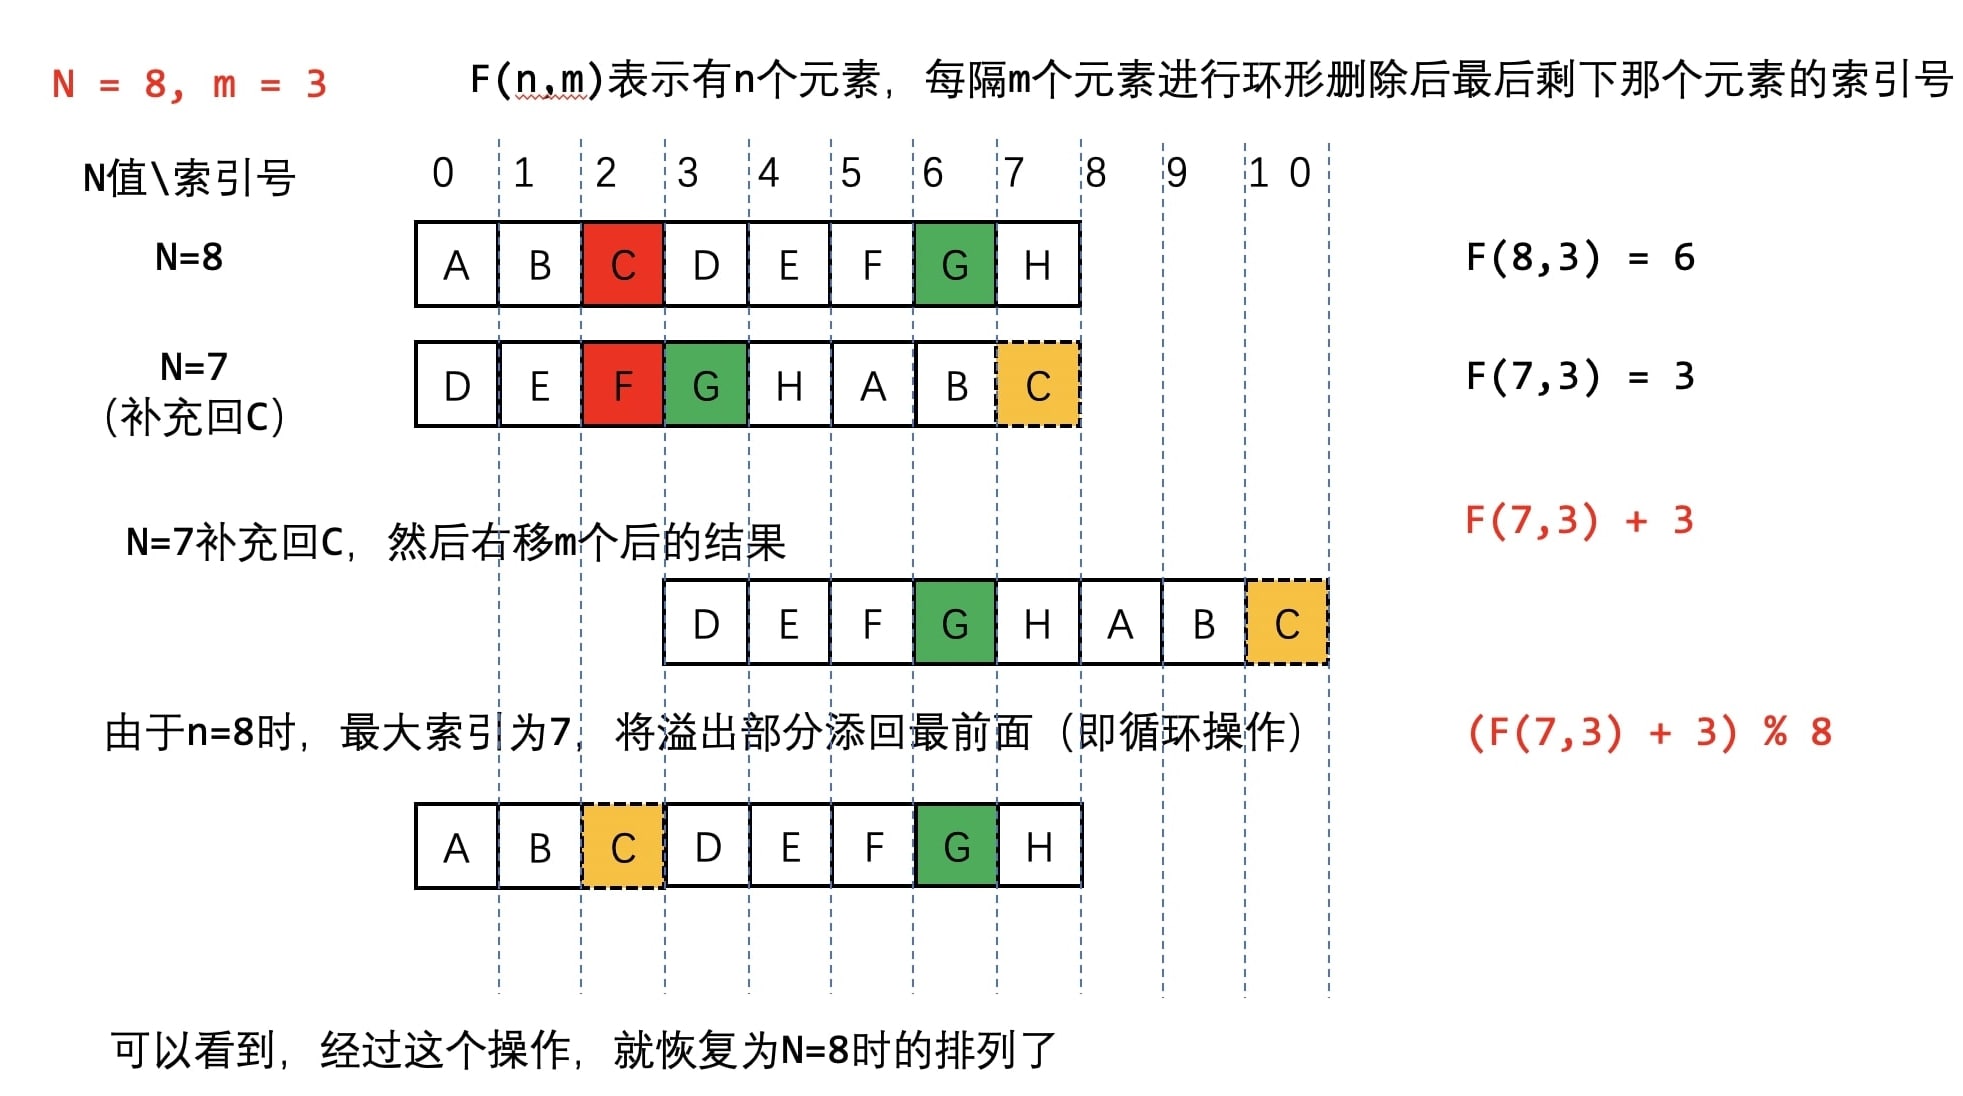 N = 8, m = 3 F(n,m)表示有n个元素，每隔m个元素进行环形删除后最后剩下那个元素的索引号
N值\索引号 0 1 2 3 4 5 6 7 8 9 10
N=8 A B C D E F G H F(8,3) = 6
N=7 D E F G H A B C F(7,3) = 3
（补充回C）
F(7,3) + 3
N=7补充回C，然后右移m个后的结果
D E F G H A B C
由于n=8时，最大索引为7，将溢出部分添回最前面（即循环操作） (F(7,3) + 3) % 8
A B C D E F G H
可以看到，经过这个操作，就恢复为N=8时的排列了